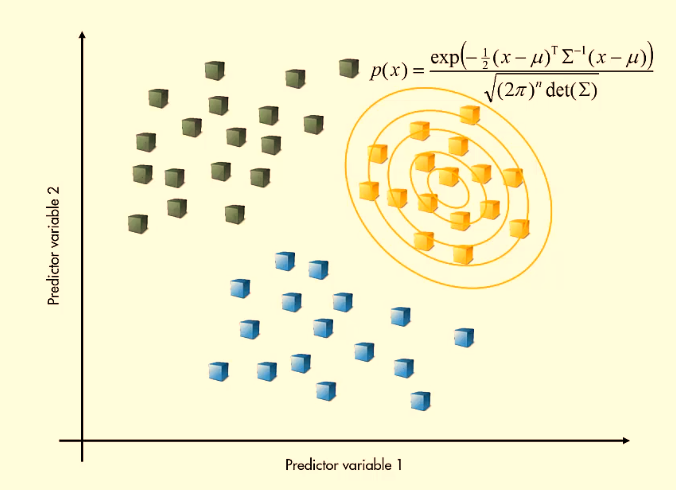 p(x) = exp(−½(x − μ)ᵀ Σ⁻¹(x − μ)) / √((2π)ⁿ det(Σ))
Predictor variable 2
Predictor variable 1